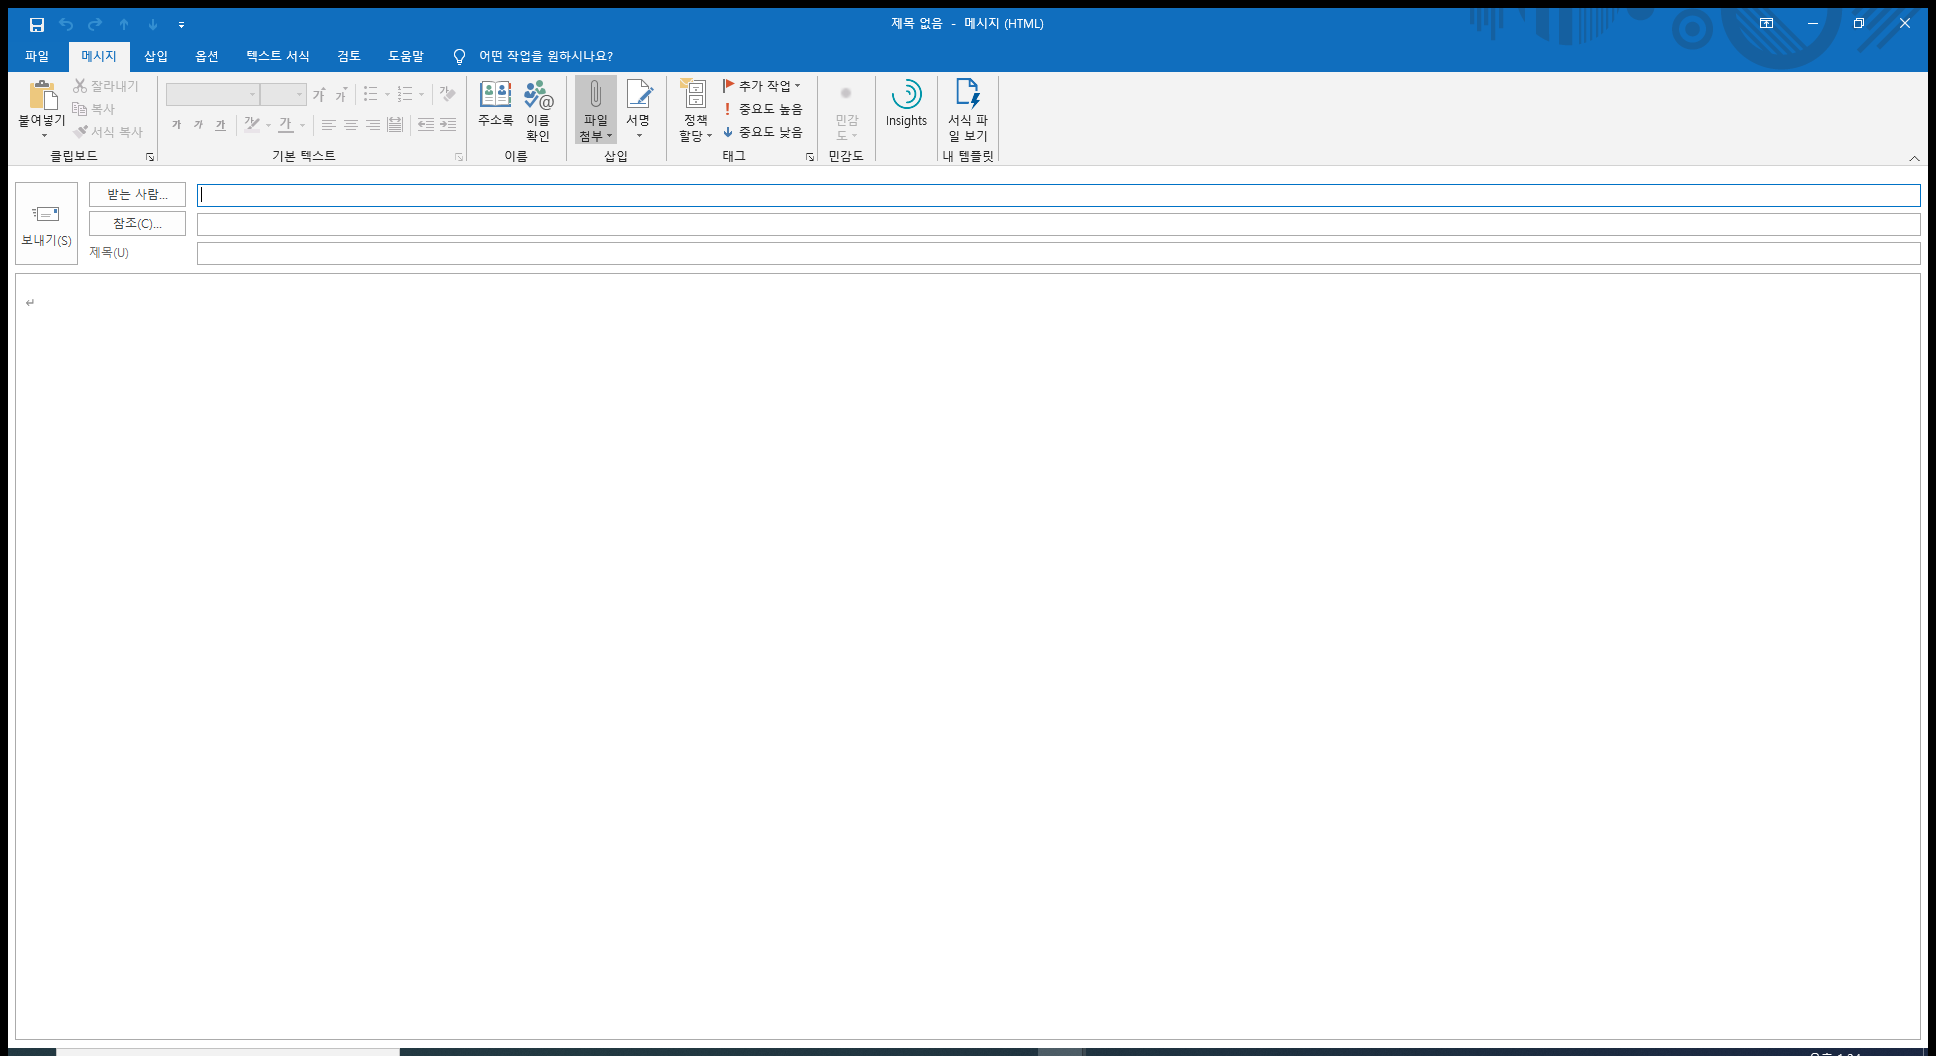 제목 없음 - 메시지 (HTML)
파일 메시지 삽입 옵션 텍스트 서식 검토 도움말 어떤 작업을 원하시나요?
붙여넣기
잘라내기
복사
서식 복사
클립보드
가 가 가
가 가 가 가 가
기본 텍스트
주소록
이름
확인
이름
파일
첨부
서명
삽입
정책
할당
추가 작업
중요도 높음
중요도 낮음
태그
민감
도
민감도
Insights
서식 파
일 보기
내 템플릿
보내기(S)
받는 사람...
참조(C)...
제목(U)